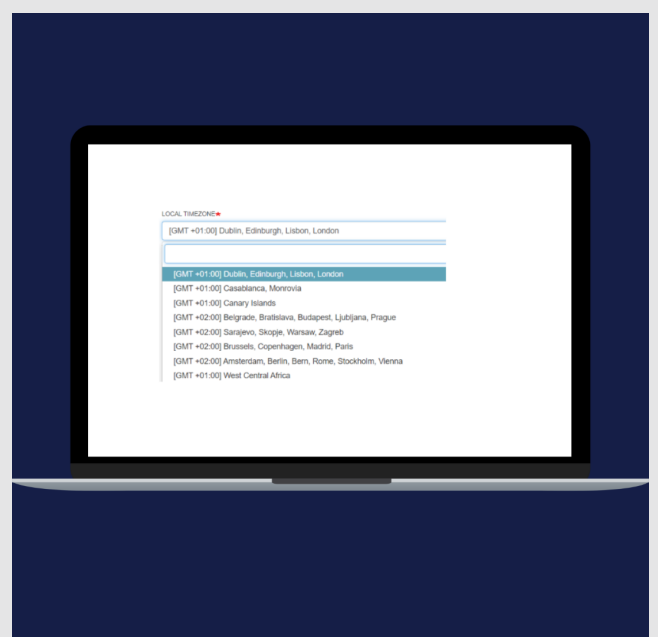 LOCAL TIMEZONE*
[GMT +01:00] Dublin, Edinburgh, Lisbon, London
[GMT +01:00] Dublin, Edinburgh, Lisbon, London
[GMT +01:00] Casablanca, Monrovia
[GMT +01:00] Canary Islands
[GMT +02:00] Belgrade, Bratislava, Budapest, Ljubljana, Prague
[GMT +02:00] Sarajevo, Skopje, Warsaw, Zagreb
[GMT +02:00] Brussels, Copenhagen, Madrid, Paris
[GMT +02:00] Amsterdam, Berlin, Bern, Rome, Stockholm, Vienna
[GMT +01:00] West Central Africa